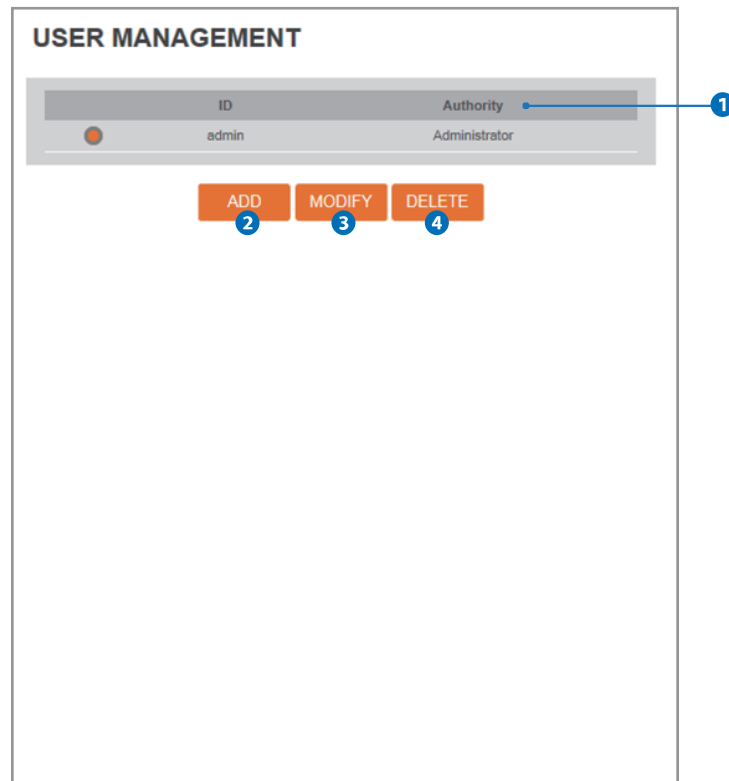 USER MANAGEMENT
ID Authority
1
admin Administrator
ADD MODIFY DELETE
2 3 4